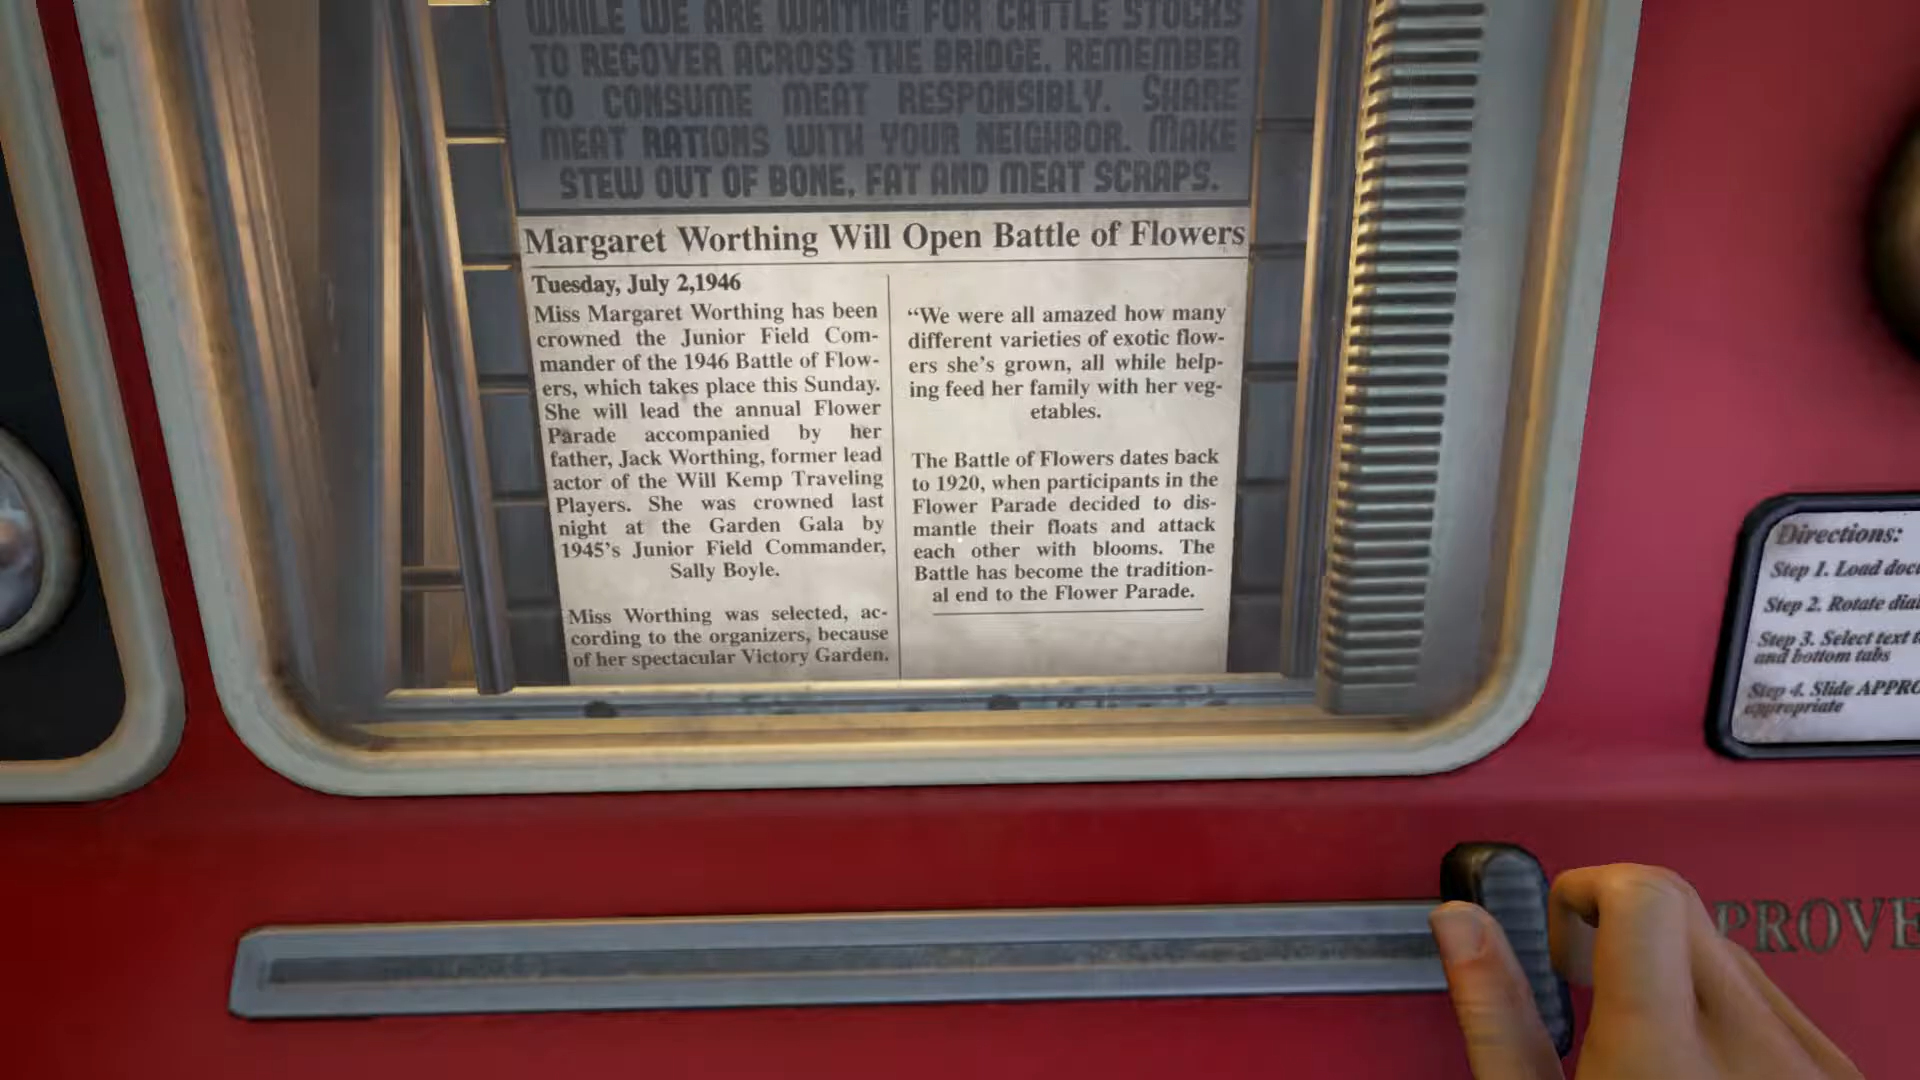 WHILE WE ARE WAITING FOR CATTLE STOCKS
TO RECOVER ACROSS THE BRIDGE, REMEMBER
TO CONSUME MEAT RESPONSIBLY. SHARE
MEAT RATIONS WITH YOUR NEIGHBOR. MAKE
STEW OUT OF BONE, FAT AND MEAT SCRAPS.
Margaret Worthing Will Open Battle of Flowers
Tuesday, July 2,1946
Miss Margaret Worthing has been
crowned the Junior Field Com-
mander of the 1946 Battle of Flow-
ers, which takes place this Sunday.
She will lead the annual Flower
Parade accompanied by her
father, Jack Worthing, former lead
actor of the Will Kemp Traveling
Players. She was crowned last
night at the Garden Gala by
1945's Junior Field Commander,
Sally Boyle.
Miss Worthing was selected, ac-
cording to the organizers, because
of her spectacular Victory Garden.
“We were all amazed how many
different varieties of exotic flow-
ers she's grown, all while help-
ing feed her family with her veg-
etables.
The Battle of Flowers dates back
to 1920, when participants in the
Flower Parade decided to dis-
mantle their floats and attack
each other with blooms. The
Battle has become the tradition-
al end to the Flower Parade.
Directions:
Step 1. Load doc
Step 2. Rotate dial
Step 3. Select text t
and bottom tabs
Step 4. Slide APPRO
appropriate
PROVE